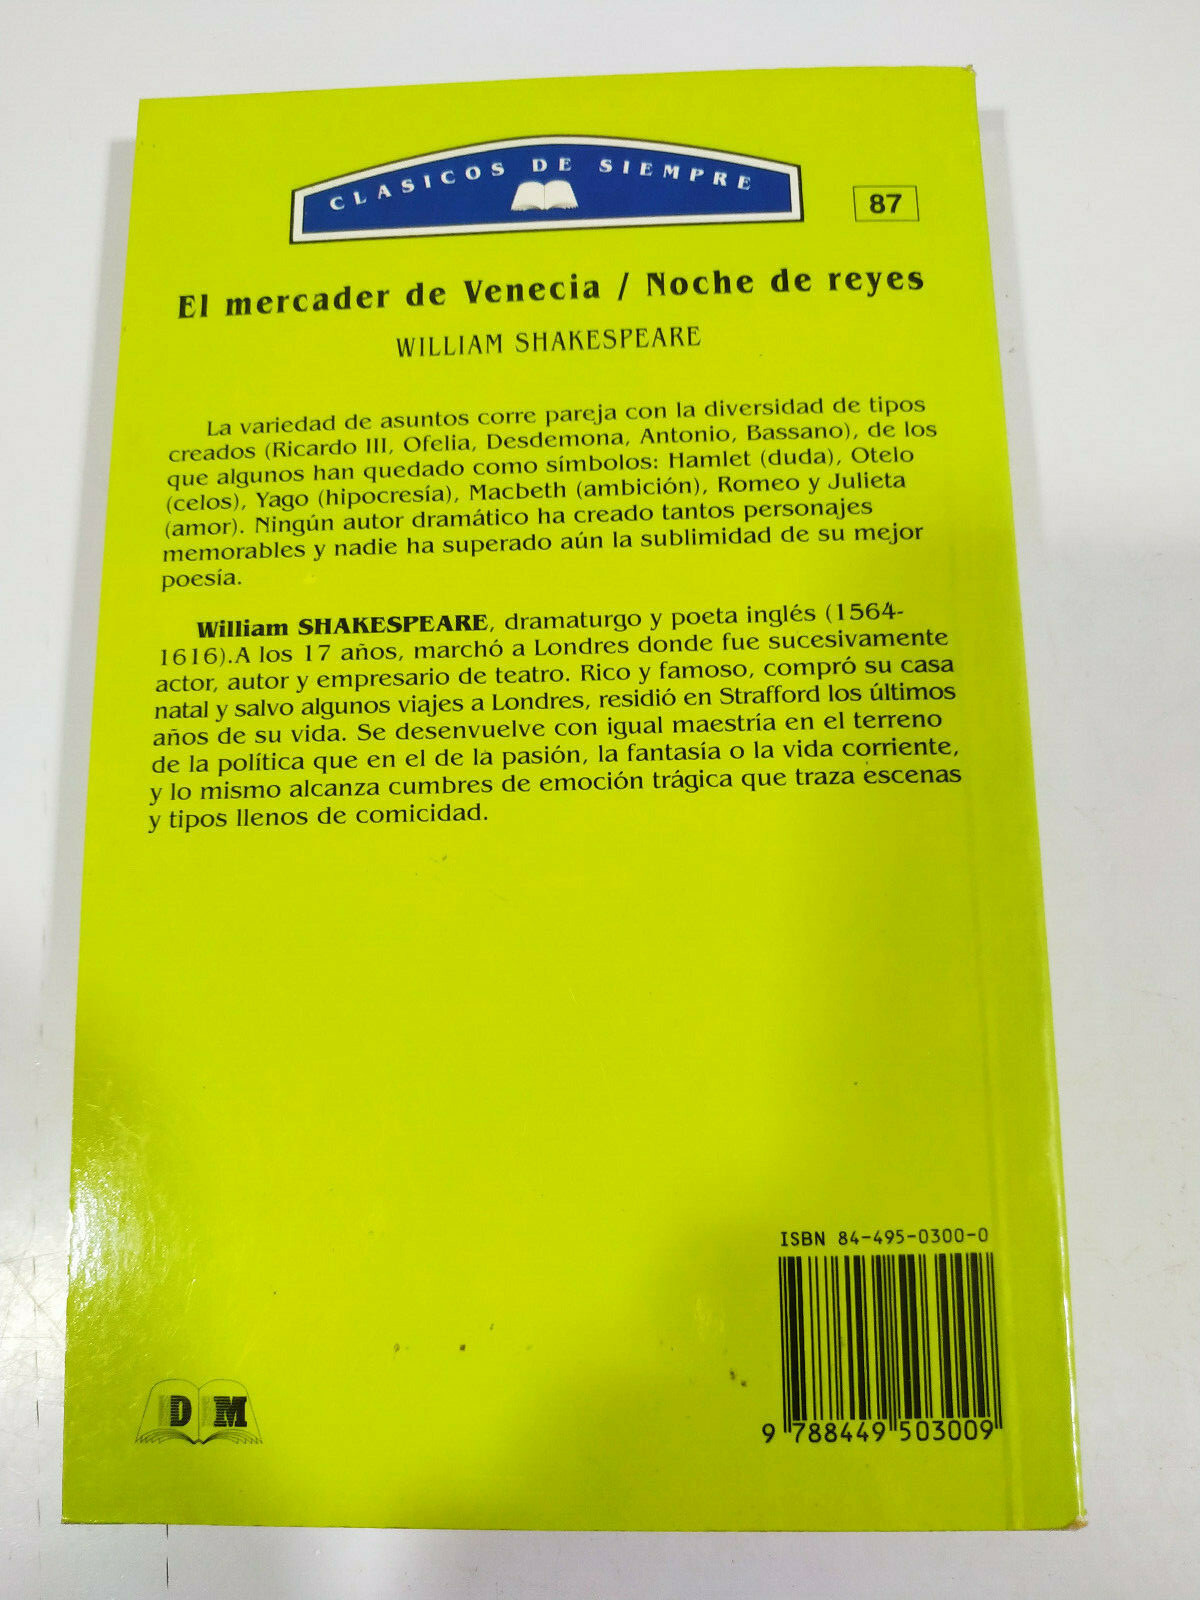 CLASICOS DE SIEMPRE
87
El mercader de Venecia / Noche de reyes
WILLIAM SHAKESPEARE
La variedad de asuntos corre pareja con la diversidad de tipos
creados (Ricardo III, Ofelia, Desdemona, Antonio, Bassano), de los
que algunos han quedado como símbolos: Hamlet (duda), Otelo
(celos), Yago (hipocresía), Macbeth (ambición), Romeo y Julieta
(amor). Ningún autor dramático ha creado tantos personajes
memorables y nadie ha superado aún la sublimidad de su mejor
poesía.
William SHAKESPEARE, dramaturgo y poeta inglés (1564-
1616).A los 17 años, marchó a Londres donde fue sucesivamente
actor, autor y empresario de teatro. Rico y famoso, compró su casa
natal y salvo algunos viajes a Londres, residió en Strafford los últimos
años de su vida. Se desenvuelve con igual maestría en el terreno
de la política que en el de la pasión, la fantasía o la vida corriente,
y lo mismo alcanza cumbres de emoción trágica que traza escenas
y tipos llenos de comicidad.
ISBN 84-495-0300-0
9 788449 503009
DM